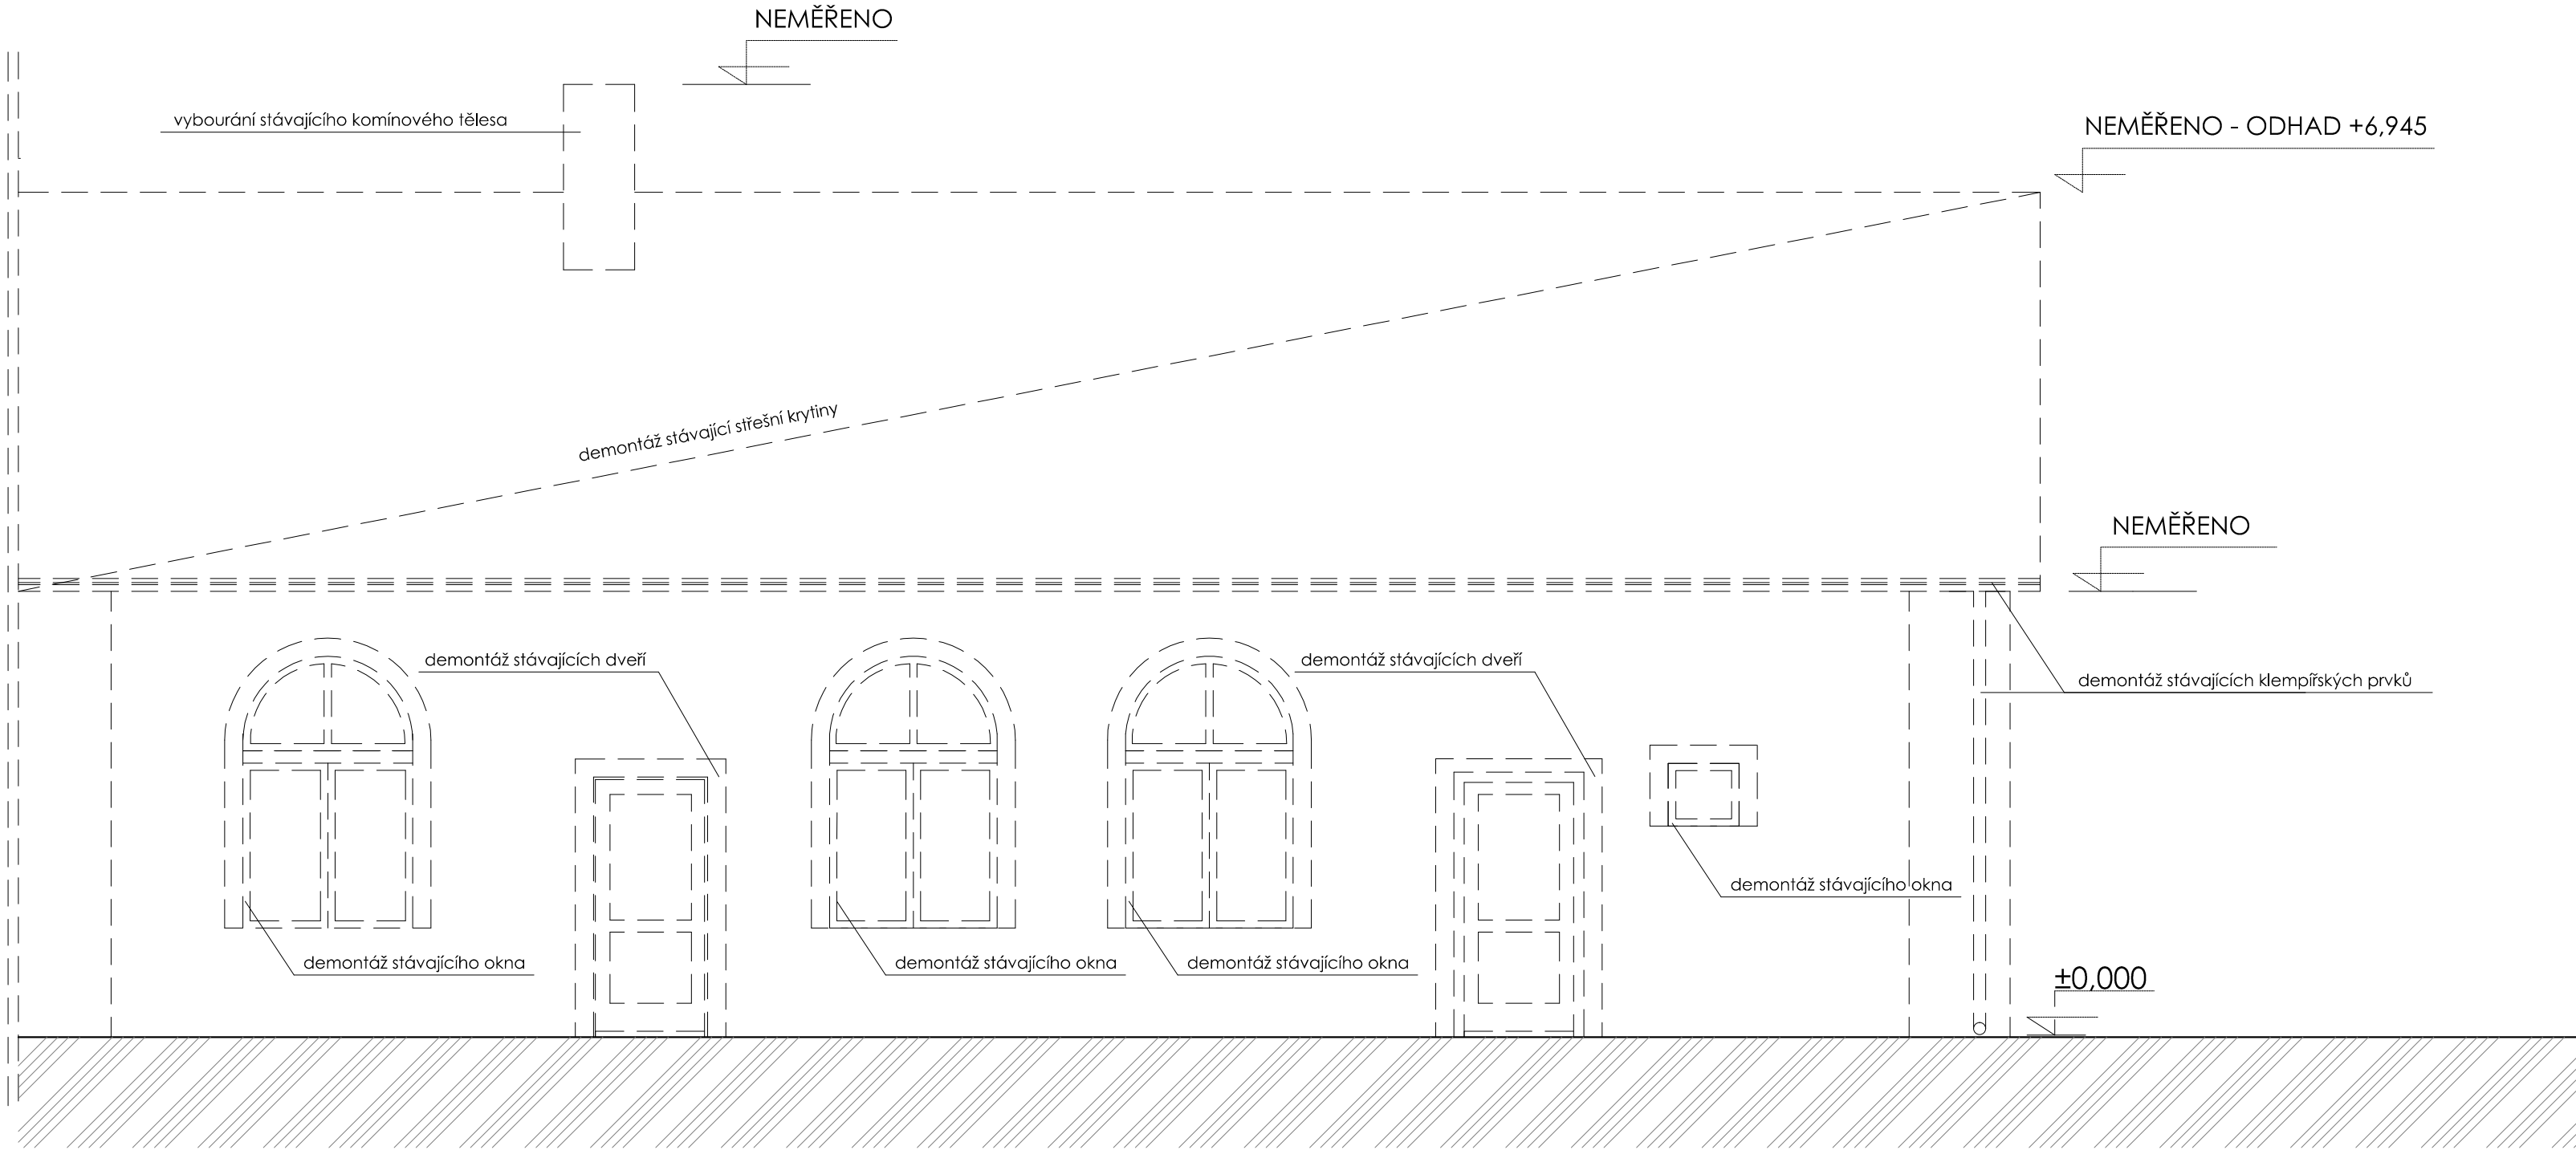 NEMĚŘENO
vybourání stávajícího komínového tělesa
NEMĚŘENO - ODHAD +6,945
demontáž stávající střešní krytiny
NEMĚŘENO
demontáž stávajících dveří
demontáž stávajících dveří
demontáž stávajících klempířských prvků
demontáž stávajícího okna
demontáž stávajícího okna
demontáž stávajícího okna
demontáž stávajícího okna
±0,000